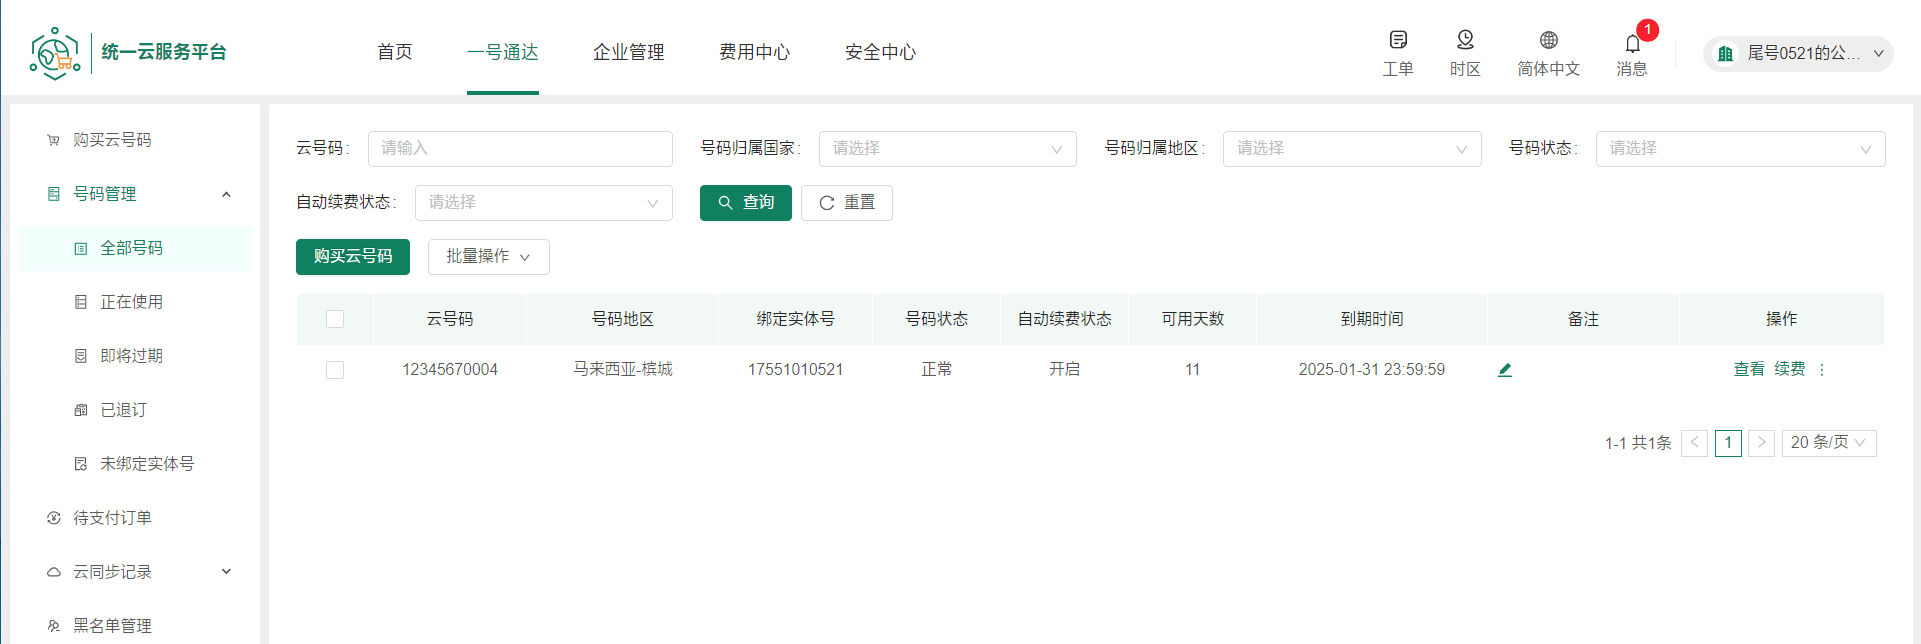 统一云服务平台
首页 一号通达 企业管理 费用中心 安全中心
工单 时区 简体中文 消息 1 尾号0521的公...
购买云号码
号码管理
全部号码
正在使用
即将过期
已退订
未绑定实体号
待支付订单
云同步记录
黑名单管理
云号码: 请输入 号码归属国家: 请选择 号码归属地区: 请选择 号码状态: 请选择
自动续费状态: 请选择 查询 重置
购买云号码 批量操作
云号码 号码地区 绑定实体号 号码状态 自动续费状态 可用天数 到期时间 备注 操作
12345670004 马来西亚-槟城 17551010521 正常 开启 11 2025-01-31 23:59:59 查看 续费
1-1 共1条 < 1 > 20 条/页